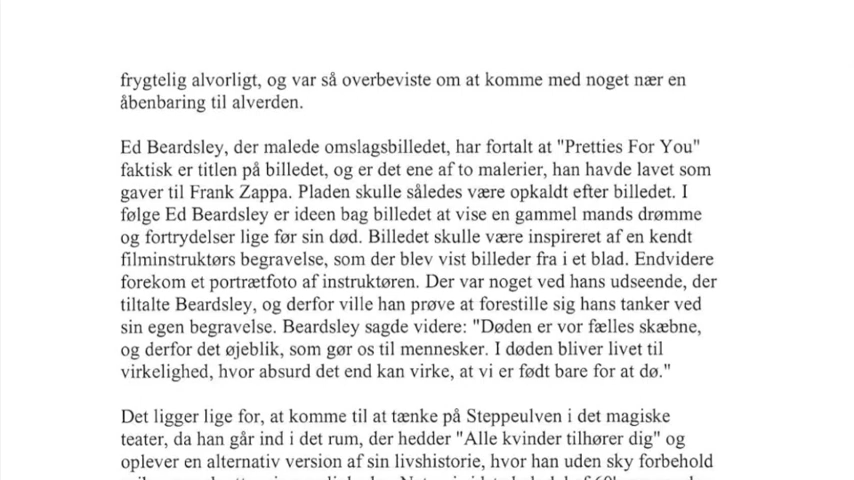 frygtelig alvorligt, og var så overbeviste om at komme med noget nær en
åbenbaring til alverden.
Ed Beardsley, der malede omslagsbilledet, har fortalt at "Pretties For You"
faktisk er titlen på billedet, og er det ene af to malerier, han havde lavet som
gaver til Frank Zappa. Pladen skulle således være opkaldt efter billedet. I
følge Ed Beardsley er ideen bag billedet at vise en gammel mands drømme
og fortrydelser lige før sin død. Billedet skulle være inspireret af en kendt
filminstruktørs begravelse, som der blev vist billeder fra i et blad. Endvidere
forekom et portrætfoto af instruktøren. Der var noget ved hans udseende, der
tiltalte Beardsley, og derfor ville han prøve at forestille sig hans tanker ved
sin egen begravelse. Beardsley sagde videre: "Døden er vor fælles skæbne,
og derfor det øjeblik, som gør os til mennesker. I døden bliver livet til
virkelighed, hvor absurd det end kan virke, at vi er født bare for at dø."
Det ligger lige for, at komme til at tænke på Steppeulven i det magiske
teater, da han går ind i det rum, der hedder "Alle kvinder tilhører dig" og
oplever en alternativ version af sin livshistorie, hvor han uden sky forbehold